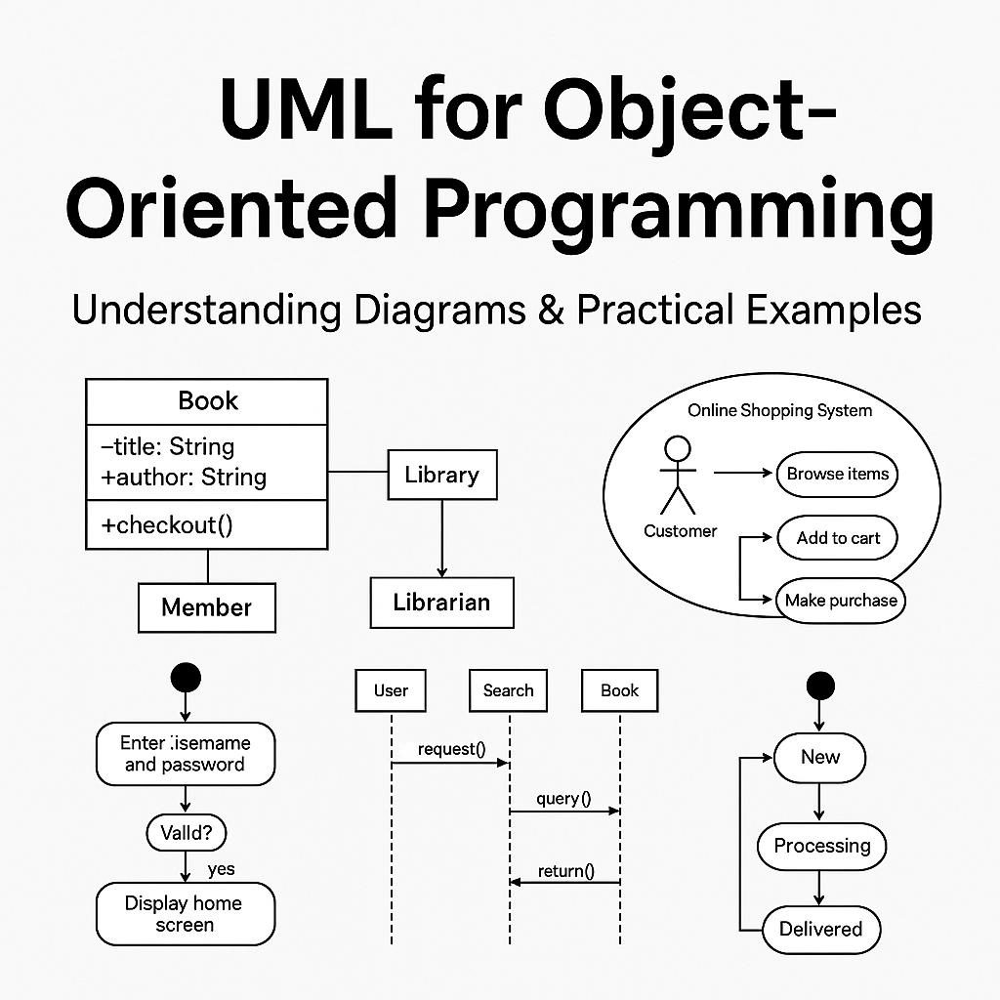 UML for Object-
Oriented Programming
Understanding Diagrams & Practical Examples
Book
–title: String
+author: String
+checkout()
Library
Member
Librarian
Online Shopping System
Customer
Browse items
Add to cart
Make purchase
Enter
and password
Valld?
yes
Display home
screen
User
Search
Book
request()
query()
return()
New
Processing
Delivered